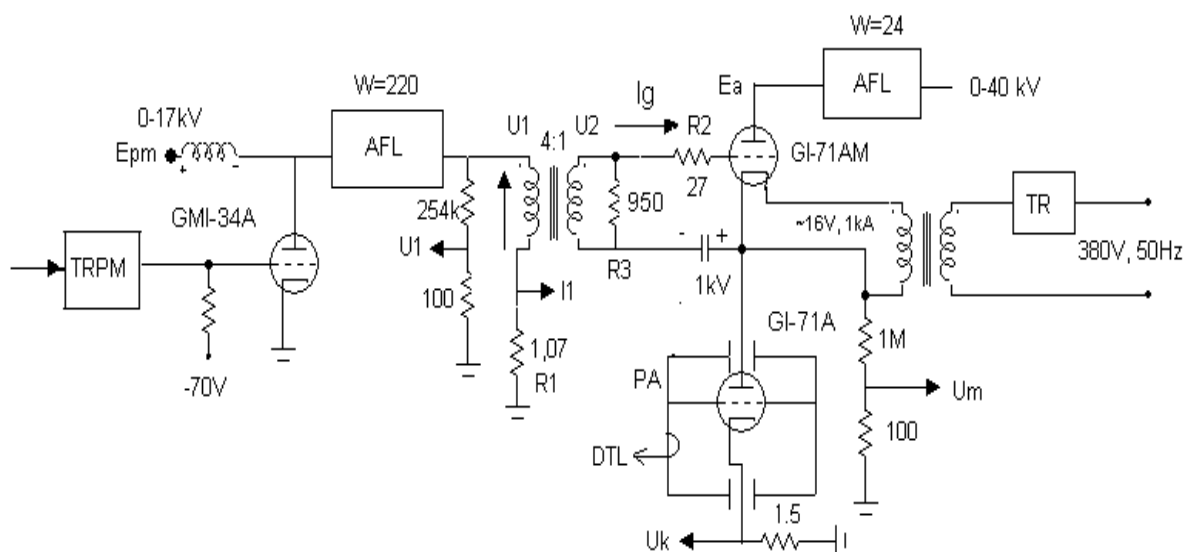 W=24
W=220
AFL
0-40 kV
0-17kV
Ig
Ea
Epm
+
-
AFL
U1
4:1
U2
R2
GI-71AM
27
GMI-34A
254k
950
~16V, 1kA
TR
TRPM
U1
-
+
380V, 50Hz
100
I1
R3
1kV
GI-71A
1M
1,07
R1
PA
Um
-70V
100
DTL
1.5
Uk